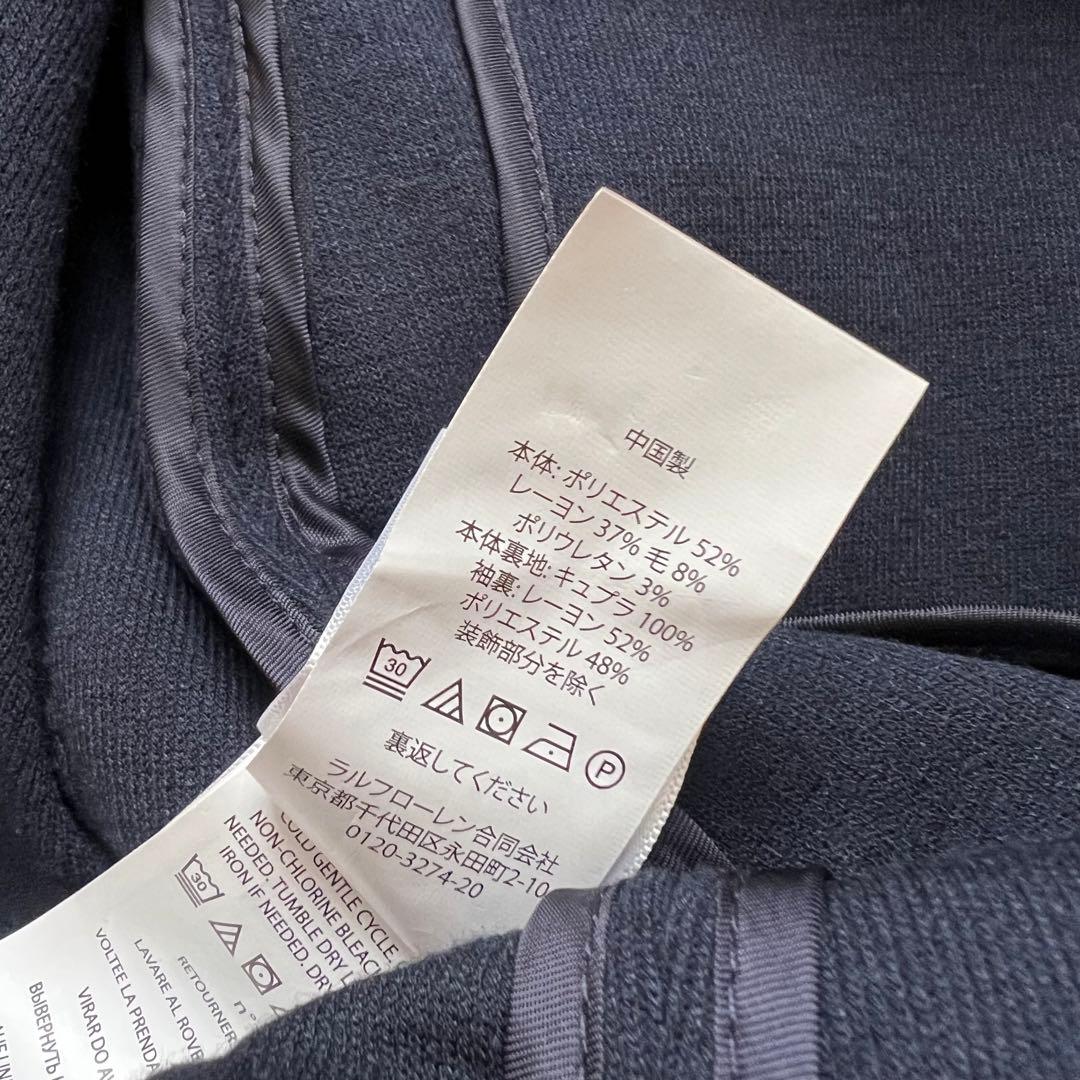 中国製
本体: ポリエステル 52%
レーヨン 37% 毛 8%
ポリウレタン 3%
本体裏地: キュプラ 100%
袖裏: レーヨン 52%
ポリエステル 48%
装飾部分を除く
30
P
裏返してください
ラルフローレン合同会社
東京都千代田区永田町2-10
0120-3274-20
COLD GENTLE CYCLE.
NON-CHLORINE BLEAC
NEEDED. TUMBLE DRY L
IRON IF NEEDED. DRY
30
RETOURNER
LAVARE AL ROVE
VOLTEE LA PRENDA
VIRAR DO AV
ВЫВЕРНУТЬ